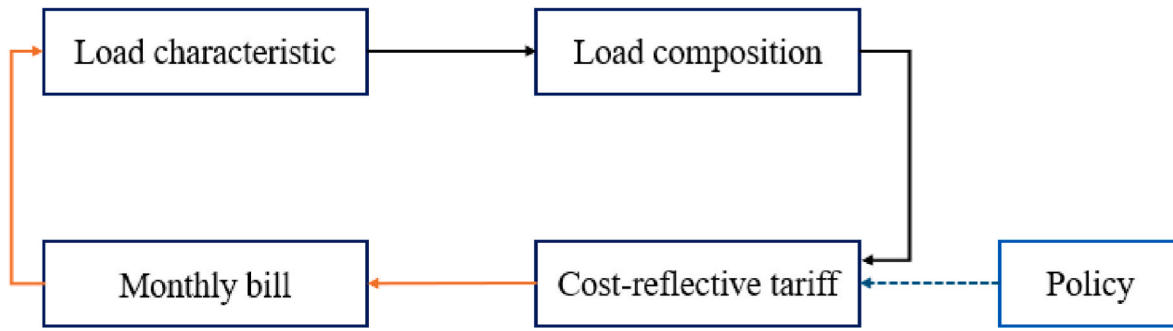 Load characteristic
Load composition
Monthly bill
Cost-reflective tariff
Policy